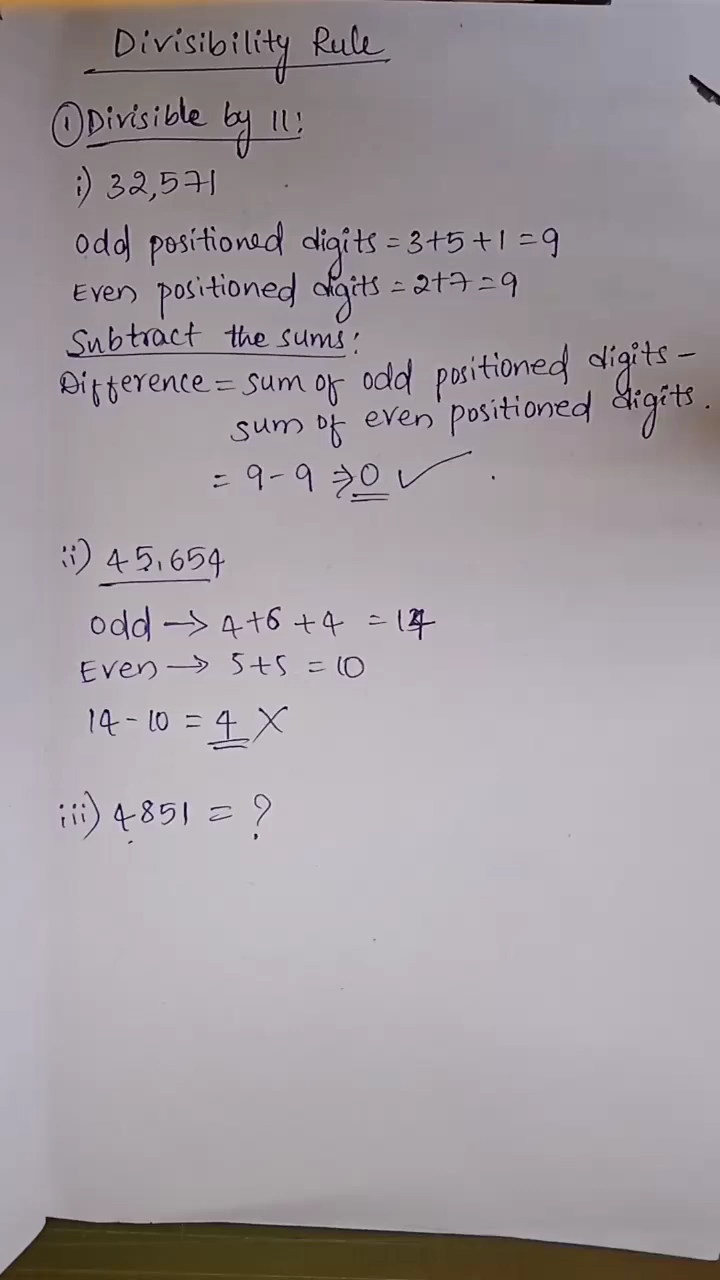 Divisibility Rule
① Divisible by 11:
i) 32,571
Odd positioned digits = 3+5+1=9
Even positioned digits = 2+7=9
Subtract the sums:
Difference = sum of odd positioned digits -
sum of even positioned digits.
= 9-9 ⇒ 0 ✓
ii) 45,654
Odd → 4+6+4 = 14
Even → 5+5 = 10
14-10 = 4 X
iii) 4851 = ?